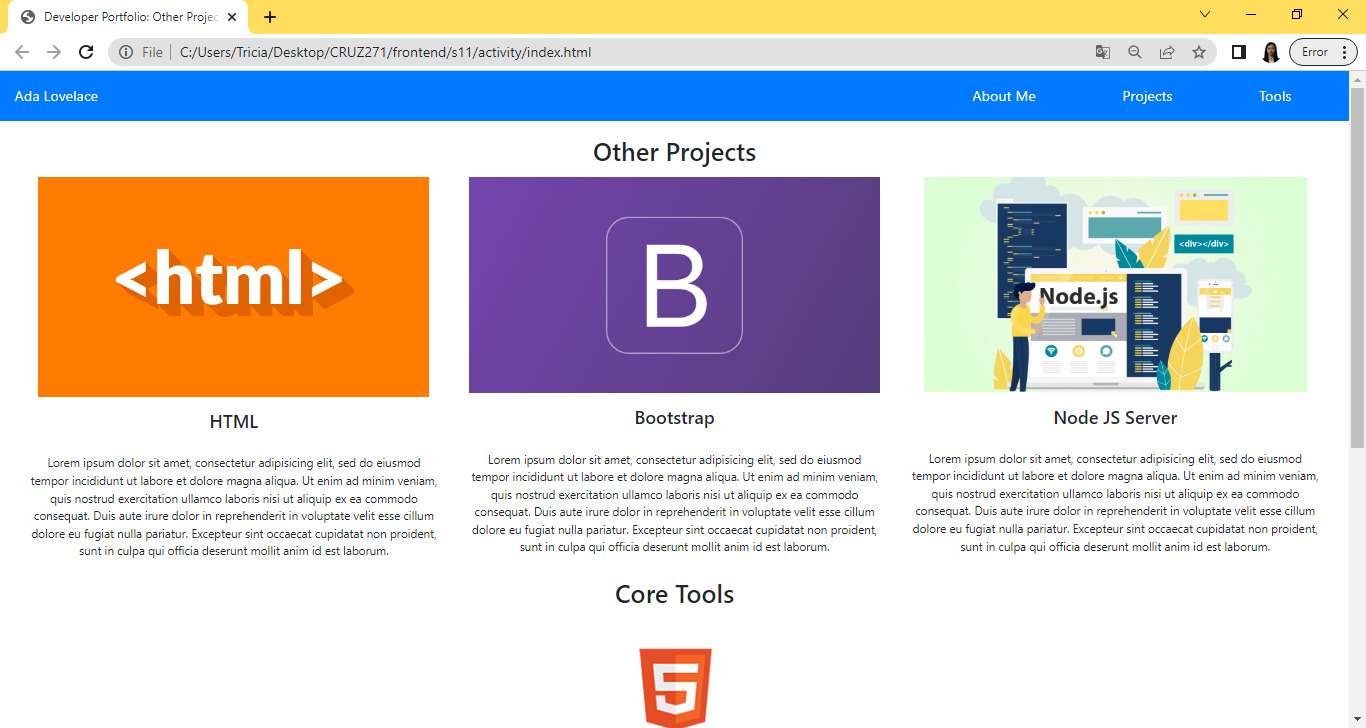 Developer Portfolio: Other Projec
File
C:/Users/Tricia/Desktop/CRUZ271/frontend/s11/activity/index.html
Error
Ada Lovelace
About Me
Projects
Tools
Other Projects
<html>
B
<div></div>
Node.js
HTML
Lorem ipsum dolor sit amet, consectetur adipisicing elit, sed do eiusmod
tempor incididunt ut labore et dolore magna aliqua. Ut enim ad minim veniam,
quis nostrud exercitation ullamco laboris nisi ut aliquip ex ea commodo
consequat. Duis aute irure dolor in reprehenderit in voluptate velit esse cillum
dolore eu fugiat nulla pariatur. Excepteur sint occaecat cupidatat non proident,
sunt in culpa qui officia deserunt mollit anim id est laborum.
Bootstrap
Lorem ipsum dolor sit amet, consectetur adipisicing elit, sed do eiusmod
tempor incididunt ut labore et dolore magna aliqua. Ut enim ad minim veniam,
quis nostrud exercitation ullamco laboris nisi ut aliquip ex ea commodo
consequat. Duis aute irure dolor in reprehenderit in voluptate velit esse cillum
dolore eu fugiat nulla pariatur. Excepteur sint occaecat cupidatat non proident,
sunt in culpa qui officia deserunt mollit anim id est laborum.
Node JS Server
Lorem ipsum dolor sit amet, consectetur adipisicing elit, sed do eiusmod
tempor incididunt ut labore et dolore magna aliqua. Ut enim ad minim veniam,
quis nostrud exercitation ullamco laboris nisi ut aliquip ex ea commodo
consequat. Duis aute irure dolor in reprehenderit in voluptate velit esse cillum
dolore eu fugiat nulla pariatur. Excepteur sint occaecat cupidatat non proident,
sunt in culpa qui officia deserunt mollit anim id est laborum.
Core Tools
5